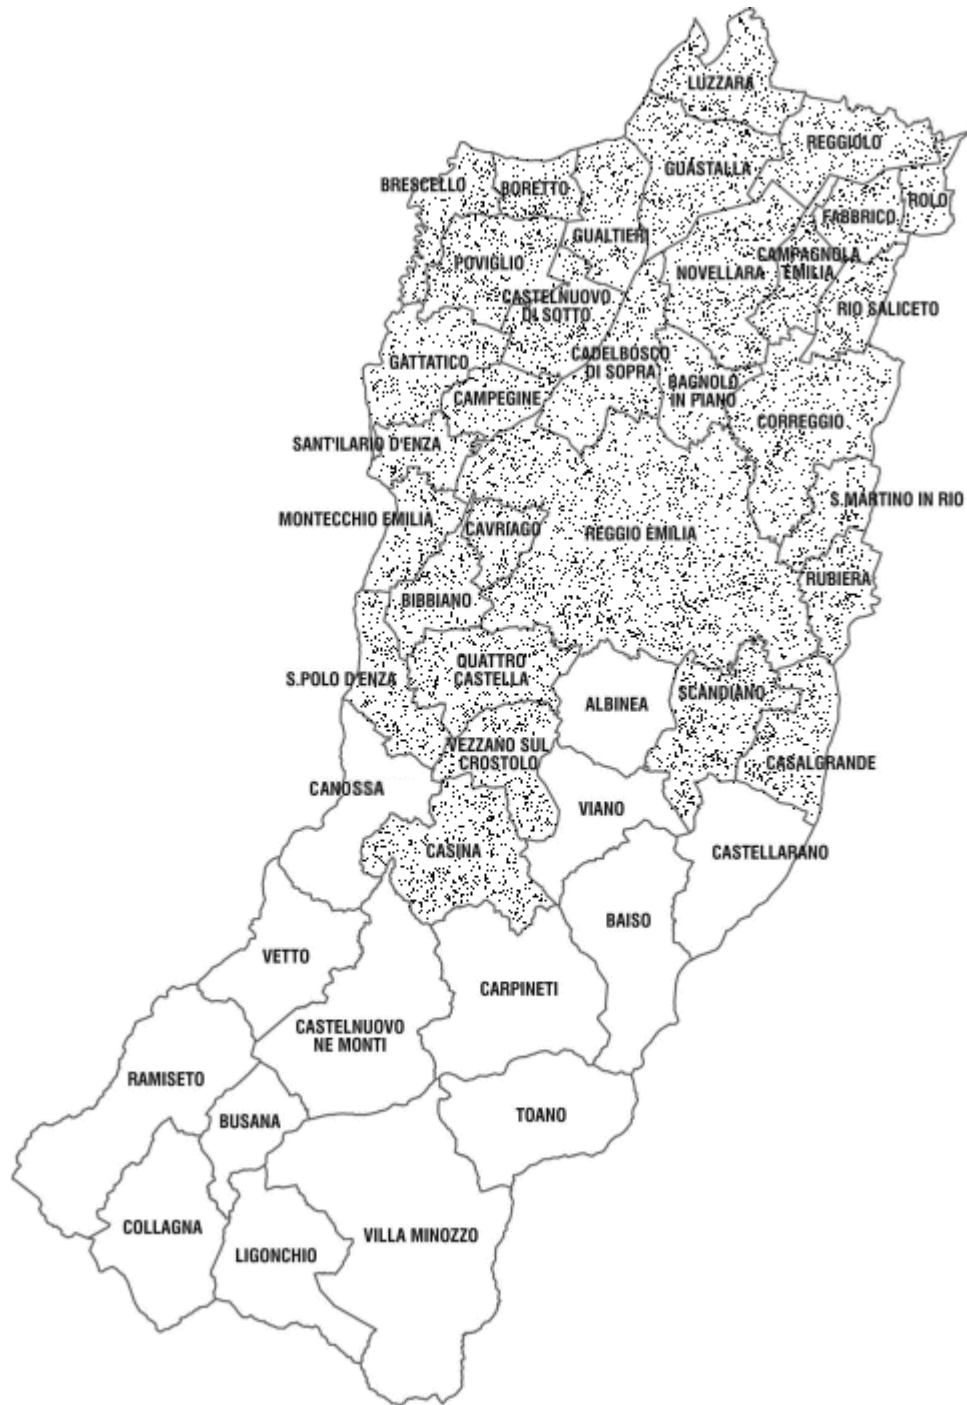 LUZZARA
REGGIOLO
GUASTALLA
BRESCELLO
BORETTO
ROLO
FABBRICO
GUALTIERI
POVIGLIO
NOVELLARA
CAMPAGNOLA
EMILIA
CASTELNUOVO
DI SOTTO
RIO SALICETO
CADELBOSCO
DI SOPRA
GATTATICO
BAGNOLO
IN PIANO
CAMPEGINE
CORREGGIO
SANT'ILARIO D'ENZA
S.MARTINO IN RIO
MONTECCHIO EMILIA
CAVRIAGO
REGGIO EMILIA
RUBIERA
BIBBIANO
QUATTRO
CASTELLA
S.POLO D'ENZA
SCANDIANO
ALBINEA
VEZZANO SUL
CROSTOLO
CASALGRANDE
CANOSSA
VIANO
CASINA
CASTELLARANO
BAISO
VETTO
CARPINETI
CASTELNUOVO
NE MONTI
RAMISETO
BUSANA
TOANO
COLLAGNA
VILLA MINOZZO
LIGONCHIO